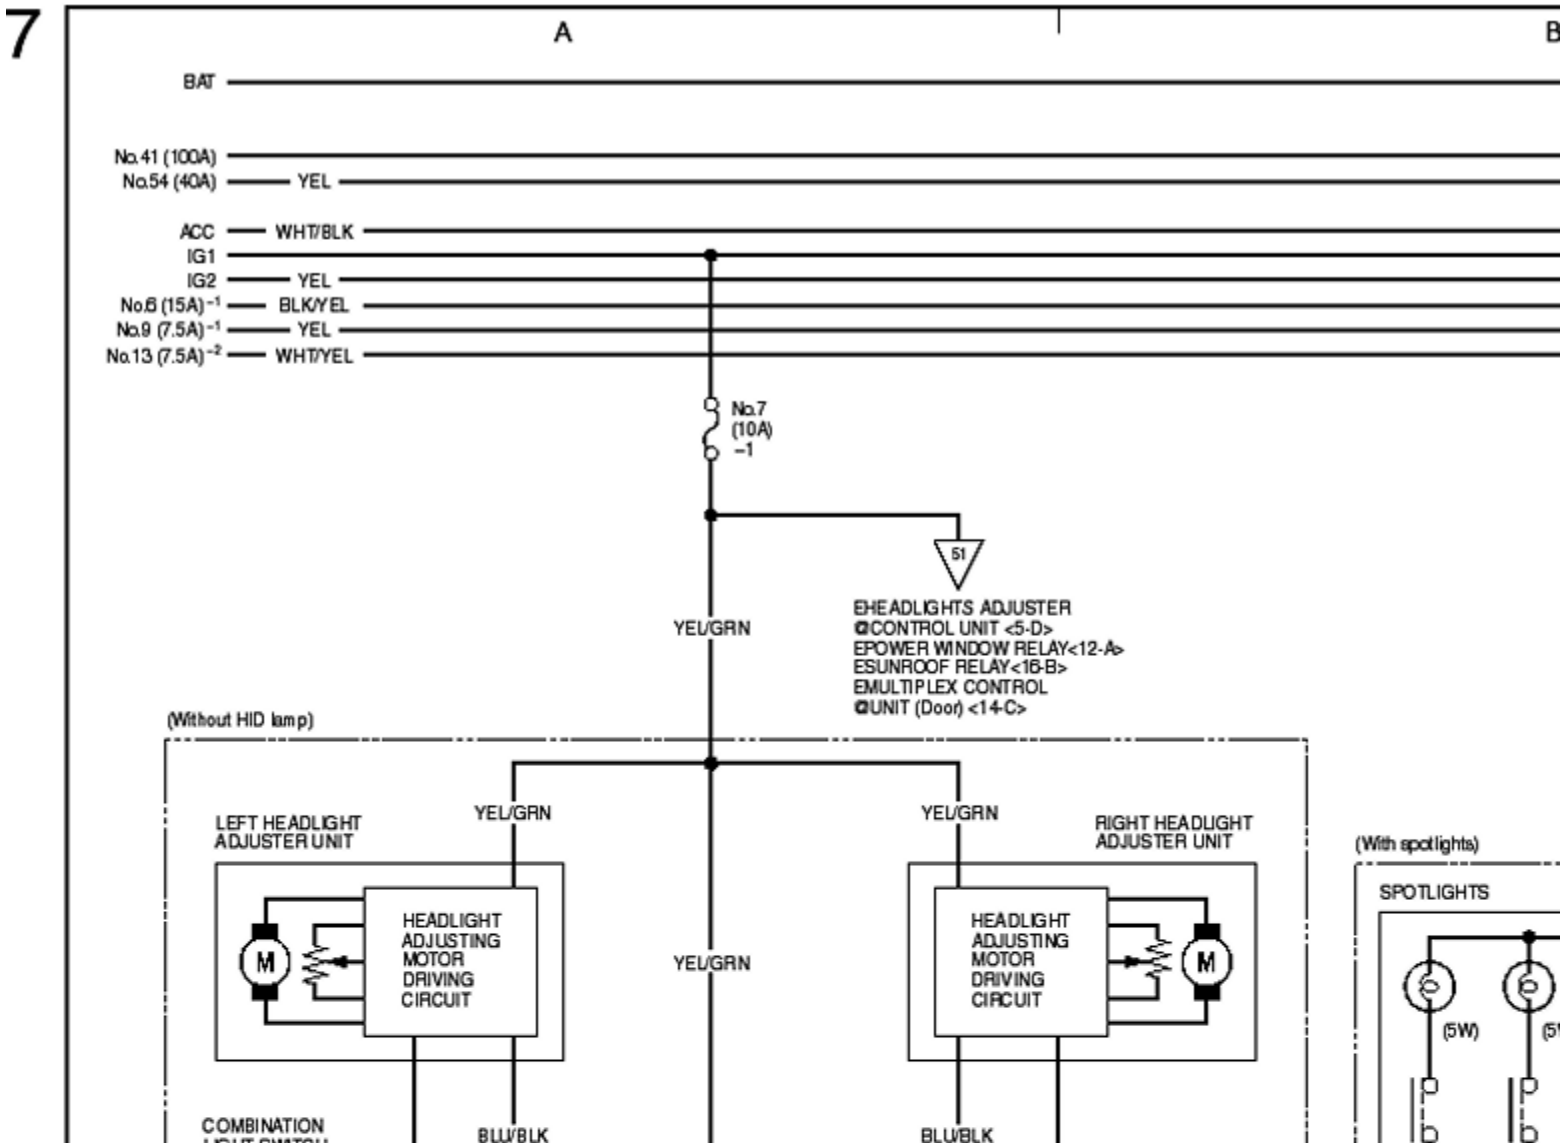 7
A
B
BAT
No.41 (100A)
No.54 (40A)
YEL
ACC
WHT/BLK
IG1
IG2
YEL
No.6 (15A) –1
BLK/YEL
No.9 (7.5A) –1
YEL
No.13 (7.5A) –2
WHT/YEL
No.7
(10A)
–1
51
EHEADLIGHTS ADJUSTER
@CONTROL UNIT <5-D>
EPOWER WINDOW RELAY<12-A>
ESUNROOF RELAY<16-B>
EMULTIPLEX CONTROL
@UNIT (Door) <14-C>
YEL/GRN
(Without HID lamp)
YEL/GRN
YEL/GRN
LEFT HEADLIGHT
ADJUSTER UNIT
RIGHT HEADLIGHT
ADJUSTER UNIT
(With spotlights)
SPOTLIGHTS
HEADLIGHT
ADJUSTING
MOTOR
DRIVING
CIRCUIT
M
YEL/GRN
HEADLIGHT
ADJUSTING
MOTOR
DRIVING
CIRCUIT
M
(5W)
COMBINATION
LIGHT SWITCH
BLU/BLK
BLU/BLK